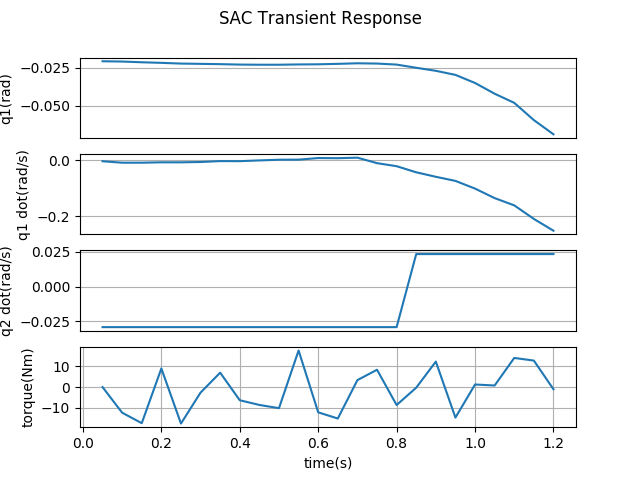 SAC Transient Response
−0.025
−0.050
q1(rad)
0.0
−0.2
q1 dot(rad/s)
0.025
0.000
−0.025
q2 dot(rad/s)
10
0
−10
torque(Nm)
0.0 0.2 0.4 0.6 0.8 1.0 1.2
time(s)